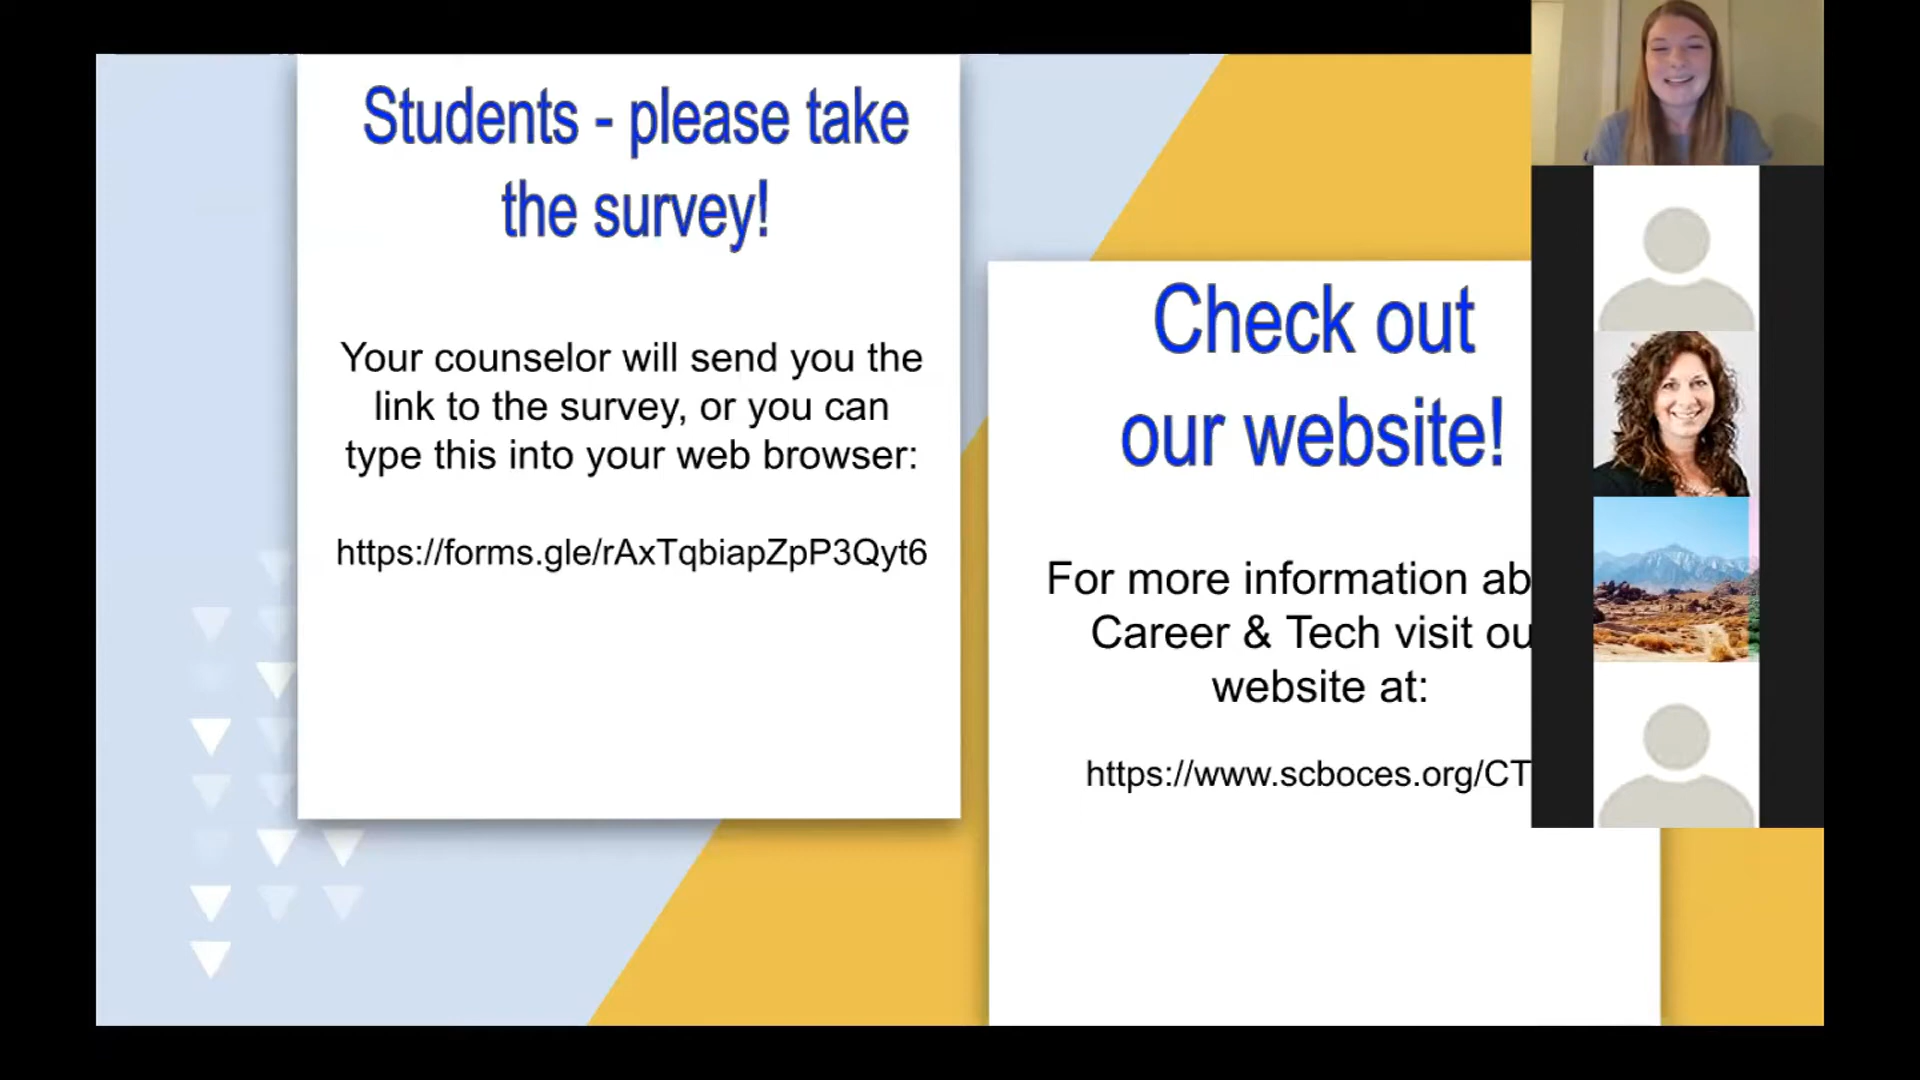 Students - please take
the survey!
Your counselor will send you the
link to the survey, or you can
type this into your web browser:
https://forms.gle/rAxTqbiapZpP3Qyt6
Check out
our website!
For more information ab
Career & Tech visit ou
website at:
https://www.scboces.org/CT